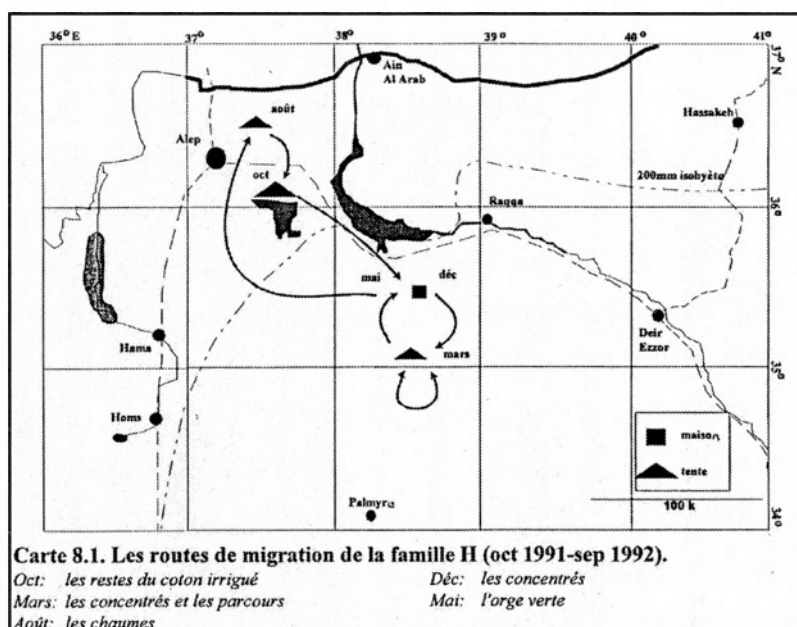 36°E 37° 38° 39° 40° 41°
37° N
Ain
Al Arab
août
Hassakeh
Alep
oct
200mm isohyète
36°
Raqqa
mai
déc
mars
Deir
Ezzor
Hama
35°
Homs
maison
tente
Palmyra
100 k
34°
Carte 8.1. Les routes de migration de la famille H (oct 1991-sep 1992).
Oct: les restes du coton irrigué
Déc: les concentrés
Mars: les concentrés et les parcours
Mai: l'orge verte
Août: les chaumes